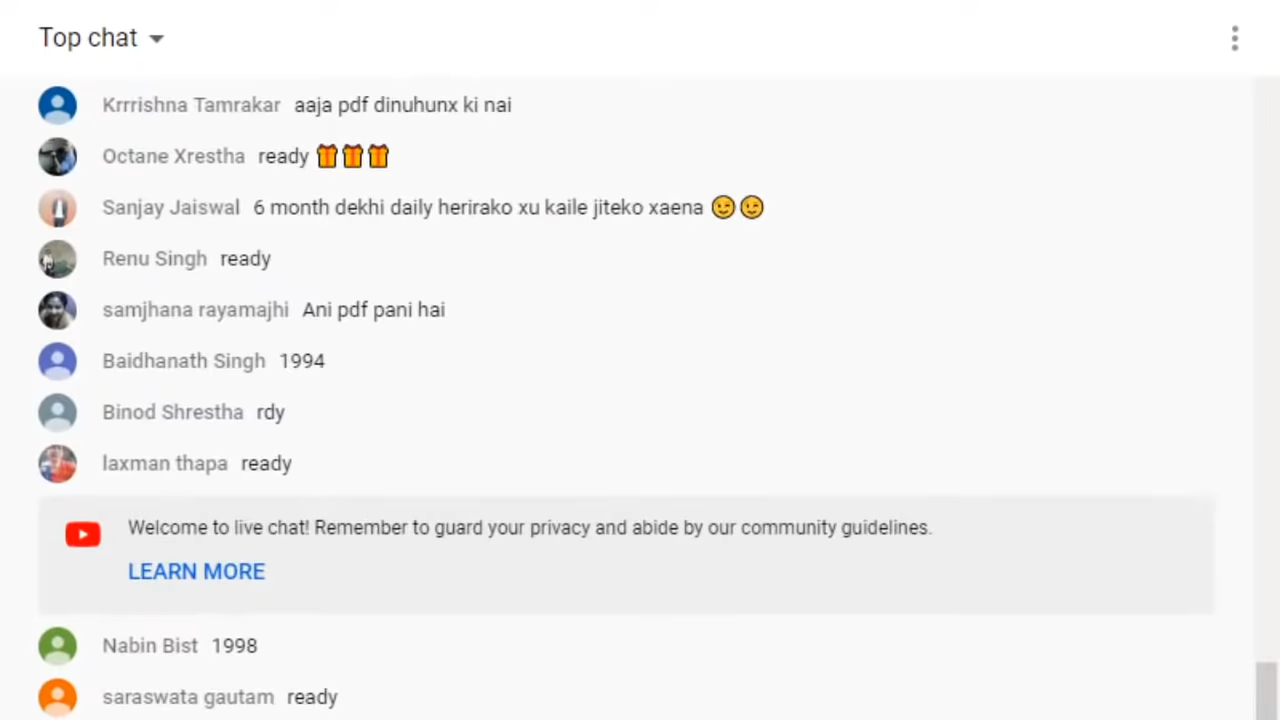 Top chat
Krrrishna Tamrakar aaja pdf dinuhunx ki nai
Octane Xrestha ready 🎁🎁🎁
Sanjay Jaiswal 6 month dekhi daily herirako xu kaile jiteko xaena 😉😉
Renu Singh ready
samjhana rayamajhi Ani pdf pani hai
Baidhanath Singh 1994
Binod Shrestha rdy
laxman thapa ready
Welcome to live chat! Remember to guard your privacy and abide by our community guidelines.
LEARN MORE
Nabin Bist 1998
saraswata gautam ready